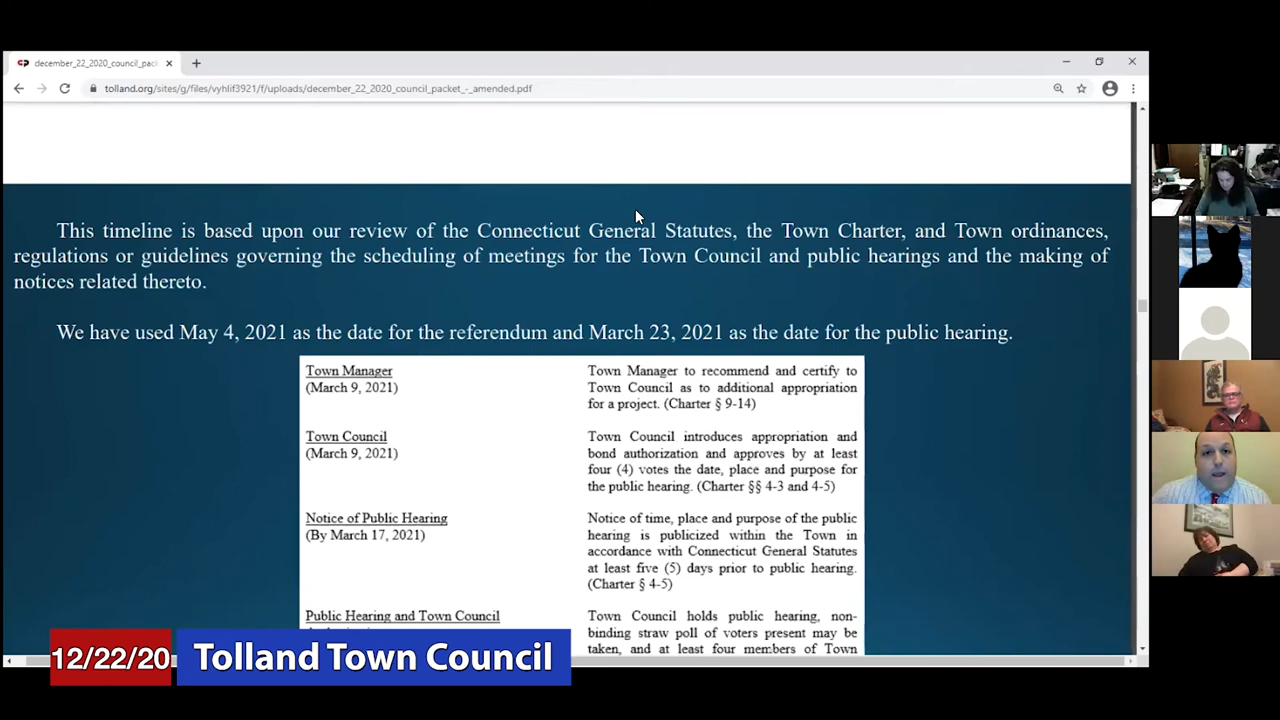 december_22_2020_council_pac
tolland.org/sites/g/files/vyhlif3921/f/uploads/december_22_2020_council_packet_-_amended.pdf
This timeline is based upon our review of the Connecticut General Statutes, the Town Charter, and Town ordinances,
regulations or guidelines governing the scheduling of meetings for the Town Council and public hearings and the making of
notices related thereto.
We have used May 4, 2021 as the date for the referendum and March 23, 2021 as the date for the public hearing.
Town Manager
(March 9, 2021)
Town Manager to recommend and certify to
Town Council as to additional appropriation
for a project. (Charter § 9-14)
Town Council
(March 9, 2021)
Town Council introduces appropriation and
bond authorization and approves by at least
four (4) votes the date, place and purpose for
the public hearing. (Charter §§ 4-3 and 4-5)
Notice of Public Hearing
(By March 17, 2021)
Notice of time, place and purpose of the public
hearing is publicized within the Town in
accordance with Connecticut General Statutes
at least five (5) days prior to public hearing.
(Charter § 4-5)
Public Hearing and Town Council
Town Council holds public hearing, non-
binding straw poll of voters present may be
taken, and at least four members of Town
12/22/20
Tolland Town Council